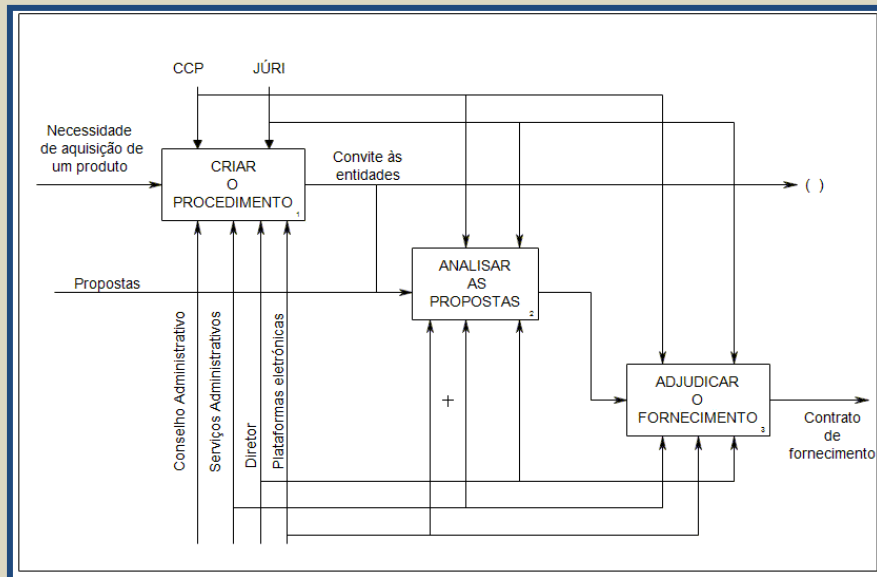 CCP
JÚRI
Necessidade
de aquisição de
um produto
CRIAR
O
PROCEDIMENTO
1
Convite às
entidades
( )
Propostas
ANALISAR
AS
PROPOSTAS
2
Conselho Administrativo
Serviços Administrativos
Diretor
Plataformas eletrónicas
+
ADJUDICAR
O
FORNECIMENTO
3
Contrato
de
fornecimento